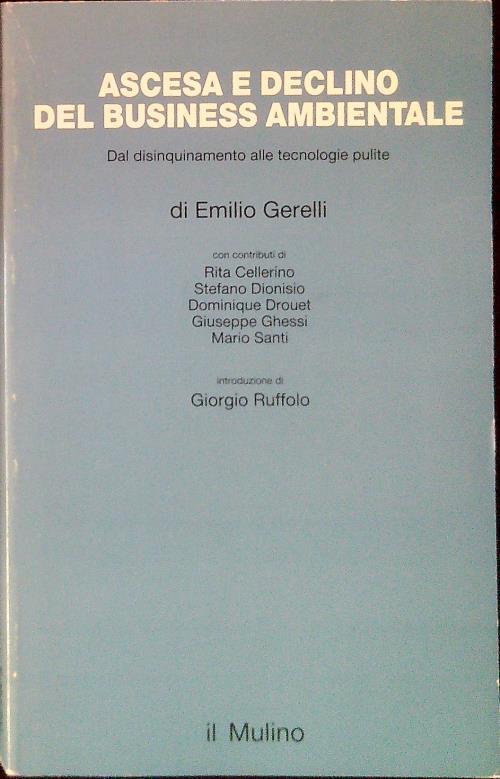 ASCESA E DECLINO
DEL BUSINESS AMBIENTALE
Dal disinquinamento alle tecnologie pulite
di Emilio Gerelli
con contributi di
Rita Cellerino
Stefano Dionisio
Dominique Drouet
Giuseppe Ghessi
Mario Santi
introduzione di
Giorgio Ruffolo
il Mulino